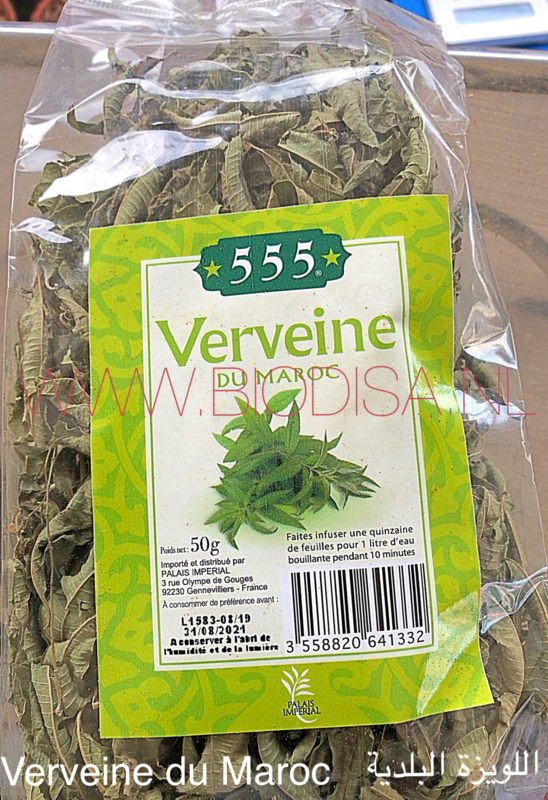 555®
Verveine
DU MAROC
WWW.BIODISA.NL
Poids net: 50g
Importé et distribué par
PALAIS IMPERIAL
3 rue Olympe de Gouges
92230 Gennevilliers - France
À consommer de préférence avant :
L1583-08/19
31/08/2021
A conserver à l'abri de
l'humidité et de la lumière
Faites infuser une quinzaine
de feuilles pour 1 litre d'eau
bouillante pendant 10 minutes
3 558820 641332
PALAIS
IMPERIAL
Verveine du Maroc اللويزة البلدية